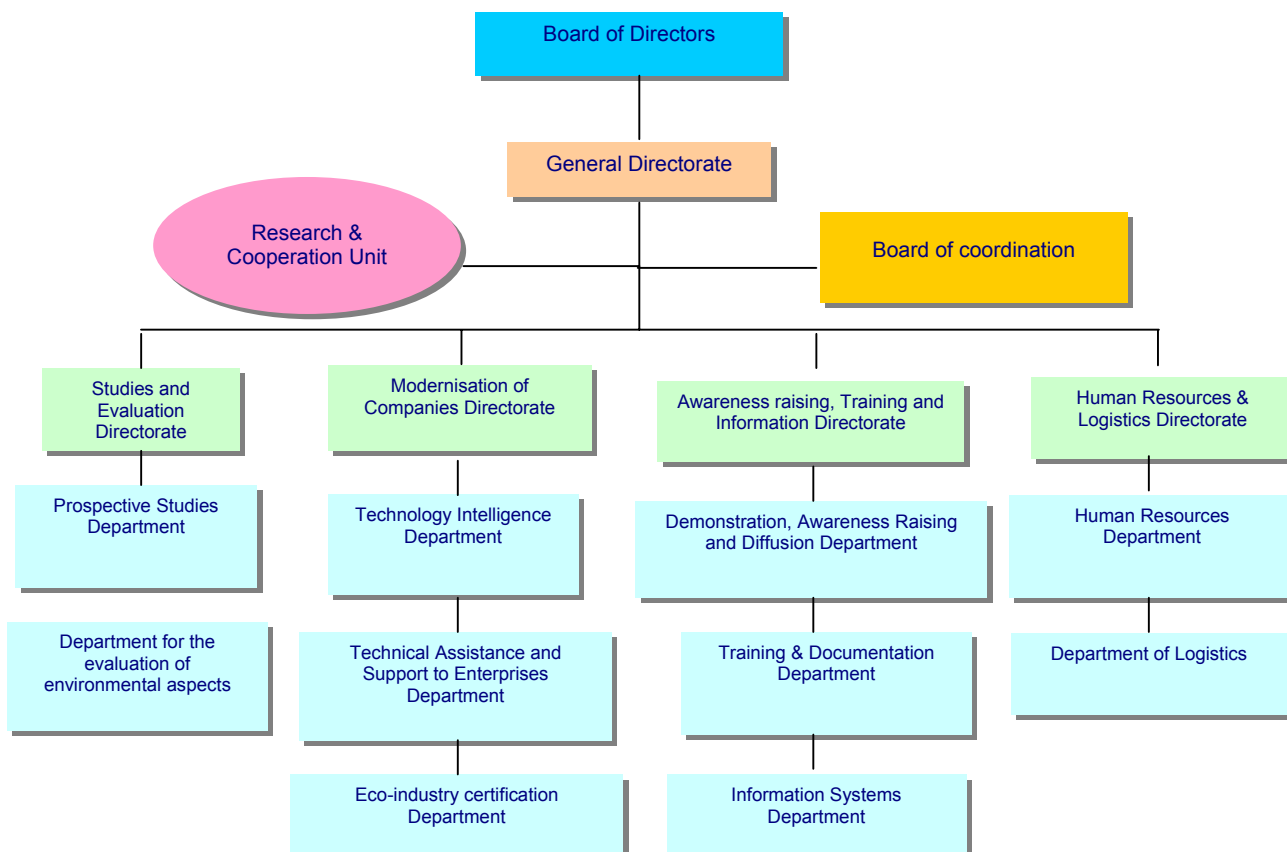 Board of Directors
General Directorate
Research &
Cooperation Unit
Board of coordination
Studies and
Evaluation
Directorate
Modernisation of
Companies Directorate
Awareness raising, Training and
Information Directorate
Human Resources &
Logistics Directorate
Prospective Studies
Department
Technology Intelligence
Department
Demonstration, Awareness Raising
and Diffusion Department
Human Resources
Department
Department for the
evaluation of
environmental aspects
Technical Assistance and
Support to Enterprises
Department
Training & Documentation
Department
Department of Logistics
Eco-industry certification
Department
Information Systems
Department